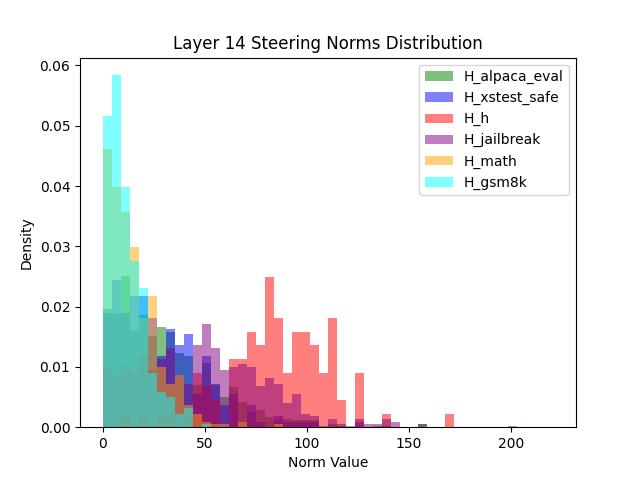 Layer 14 Steering Norms Distribution
0.06
0.05
0.04
0.03
0.02
0.01
0.00
Density
H_alpaca_eval
H_xstest_safe
H_h
H_jailbreak
H_math
H_gsm8k
0
50
100
150
200
Norm Value